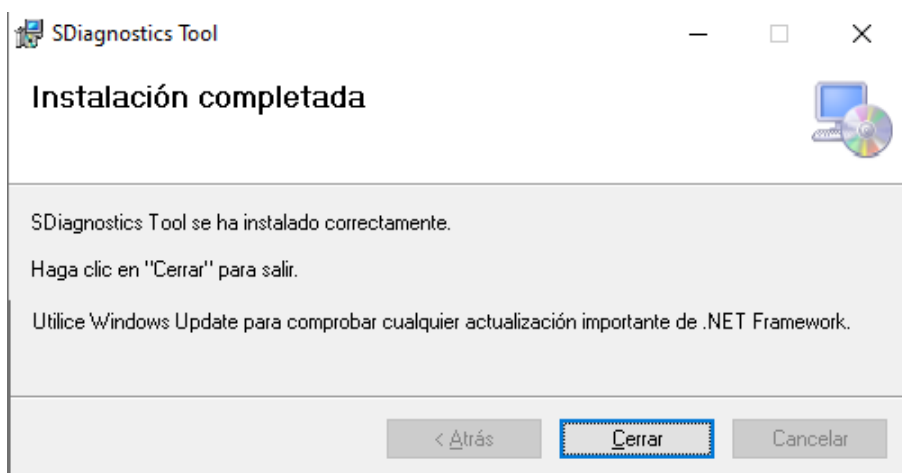 SDiagnostics Tool
Instalación completada
SDiagnostics Tool se ha instalado correctamente.
Haga clic en "Cerrar" para salir.
Utilice Windows Update para comprobar cualquier actualización importante de .NET Framework.
< Atrás Cerrar Cancelar